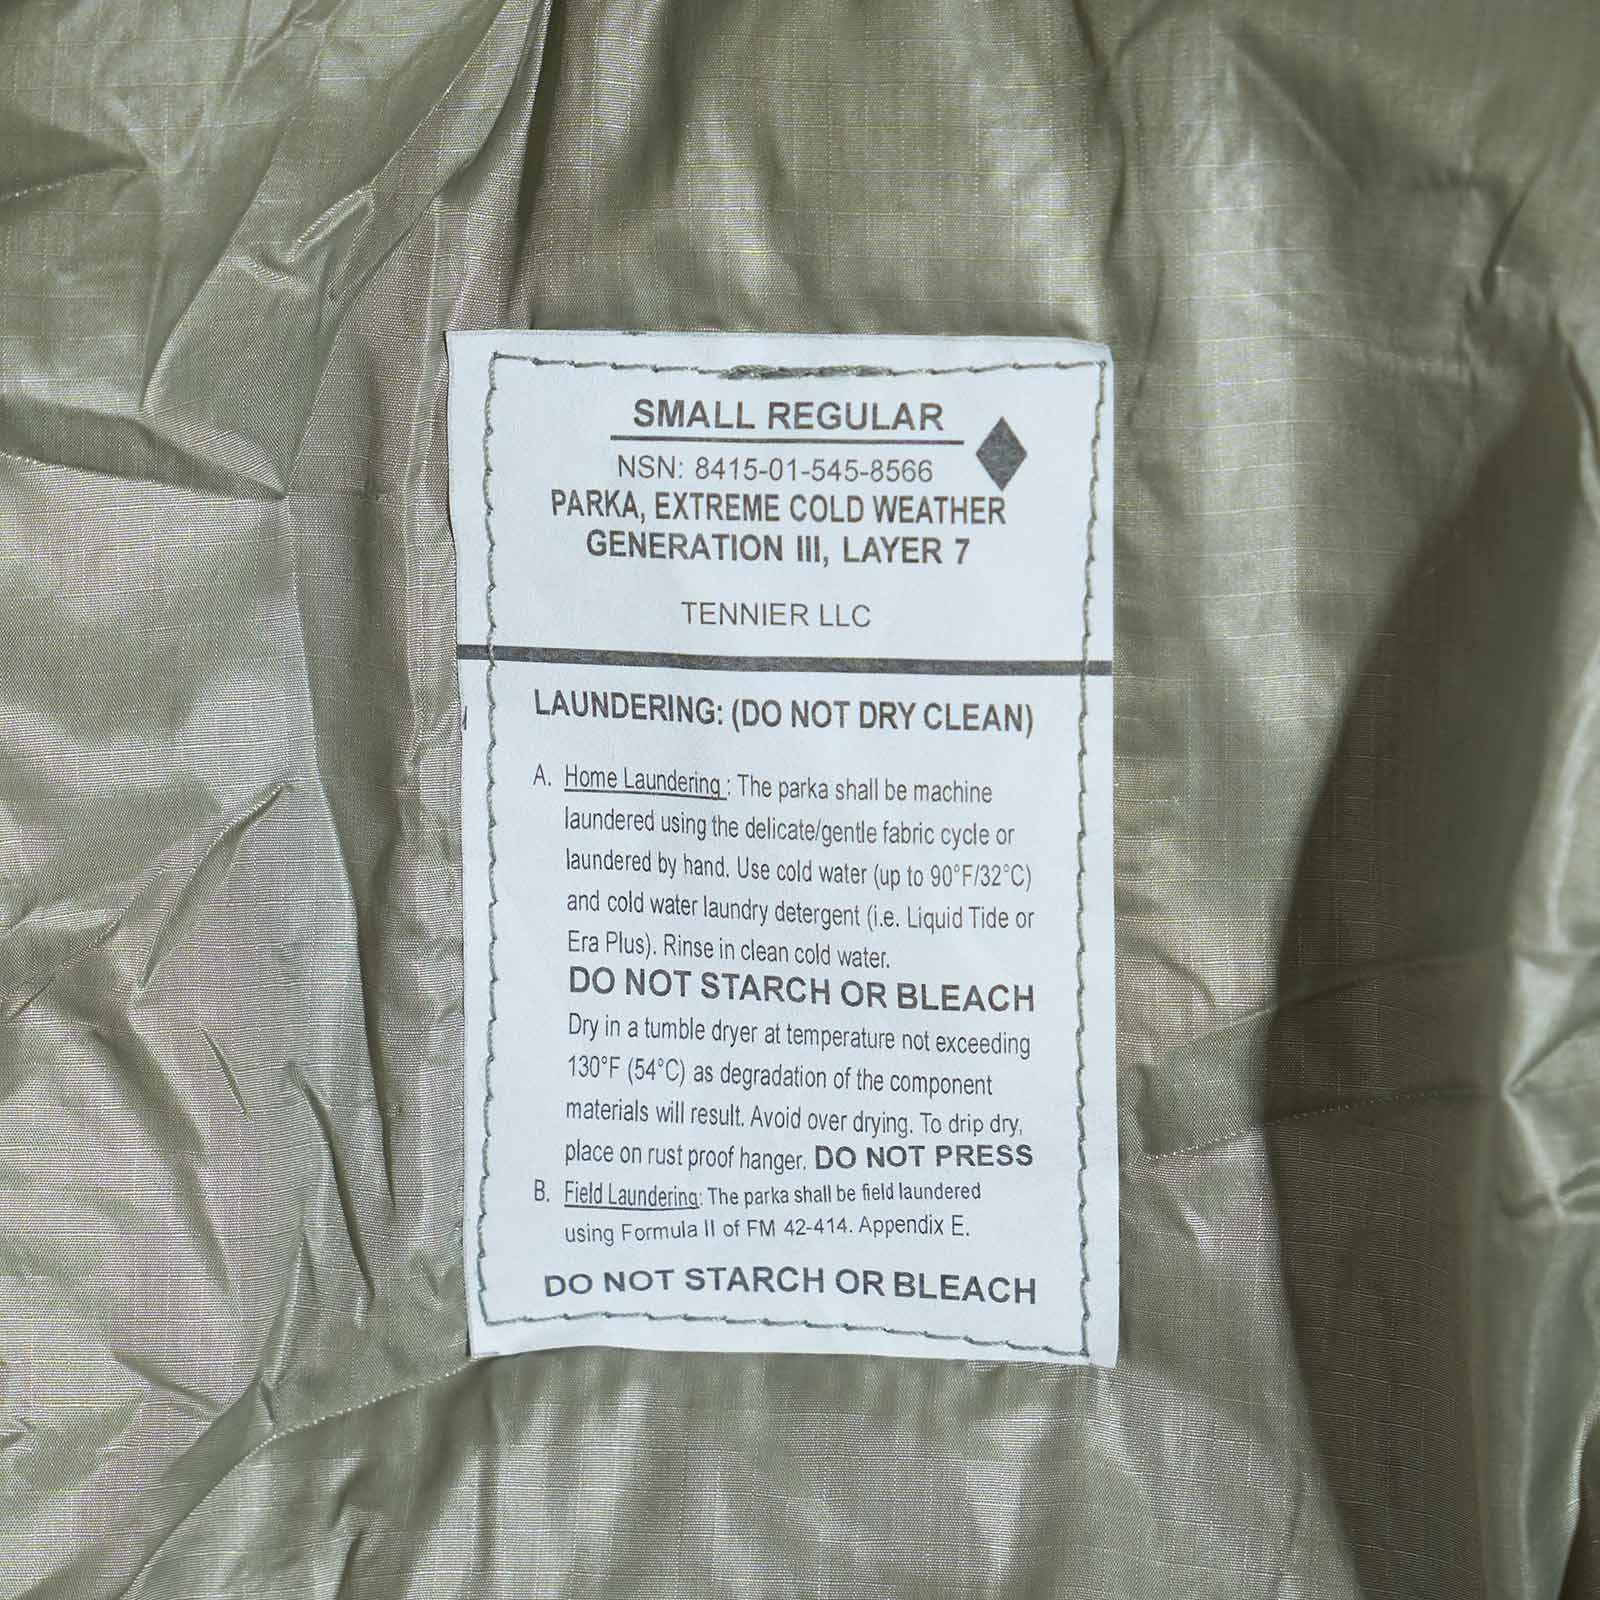 SMALL REGULAR
NSN: 8415-01-545-8566
PARKA, EXTREME COLD WEATHER
GENERATION III, LAYER 7
TENNIER LLC
LAUNDERING: (DO NOT DRY CLEAN)
A. Home Laundering : The parka shall be machine
laundered using the delicate/gentle fabric cycle or
laundered by hand. Use cold water (up to 90°F/32°C)
and cold water laundry detergent (i.e. Liquid Tide or
Era Plus). Rinse in clean cold water.
DO NOT STARCH OR BLEACH
Dry in a tumble dryer at temperature not exceeding
130°F (54°C) as degradation of the component
materials will result. Avoid over drying. To drip dry,
place on rust proof hanger. DO NOT PRESS
B. Field Laundering: The parka shall be field laundered
using Formula II of FM 42-414. Appendix E.
DO NOT STARCH OR BLEACH